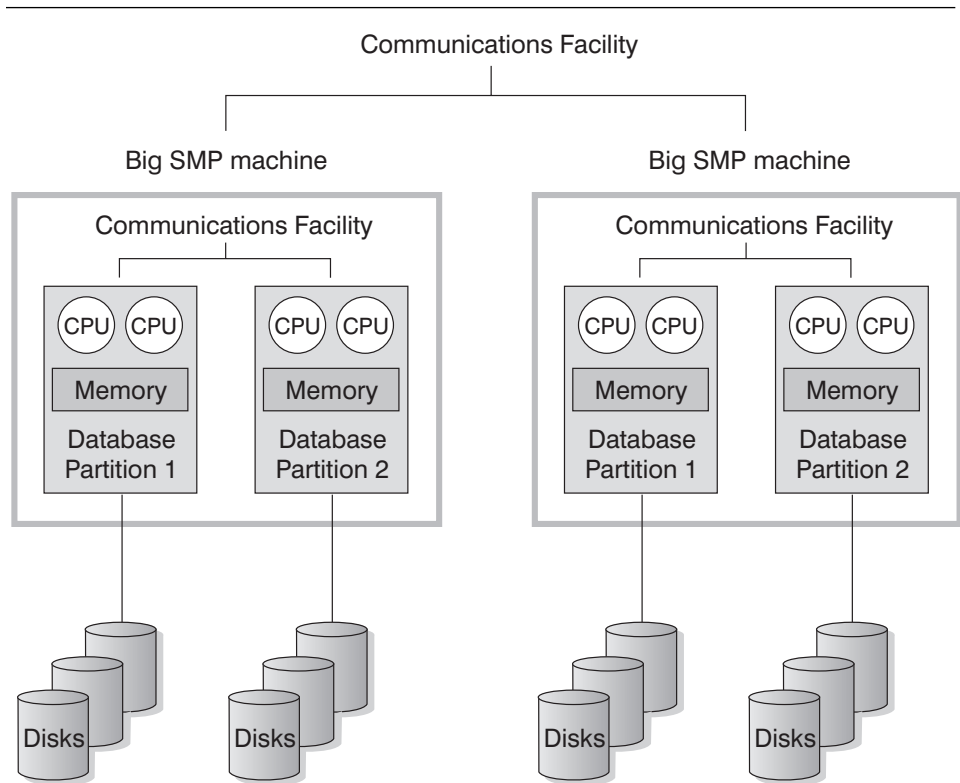 Communications Facility
Big SMP machine
Big SMP machine
Communications Facility
CPU CPU
CPU CPU
Memory
Memory
Database
Partition 1
Database
Partition 2
Disks
Disks
Communications Facility
CPU CPU
CPU CPU
Memory
Memory
Database
Partition 1
Database
Partition 2
Disks
Disks